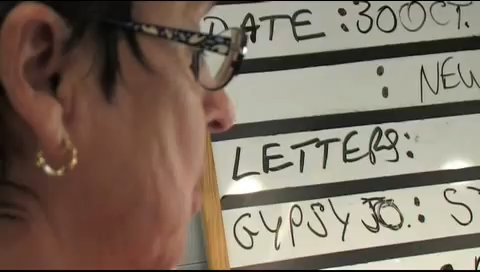 DATE : 30 OCT.
: NEW
LETTERS:
GYPSY JO. : S